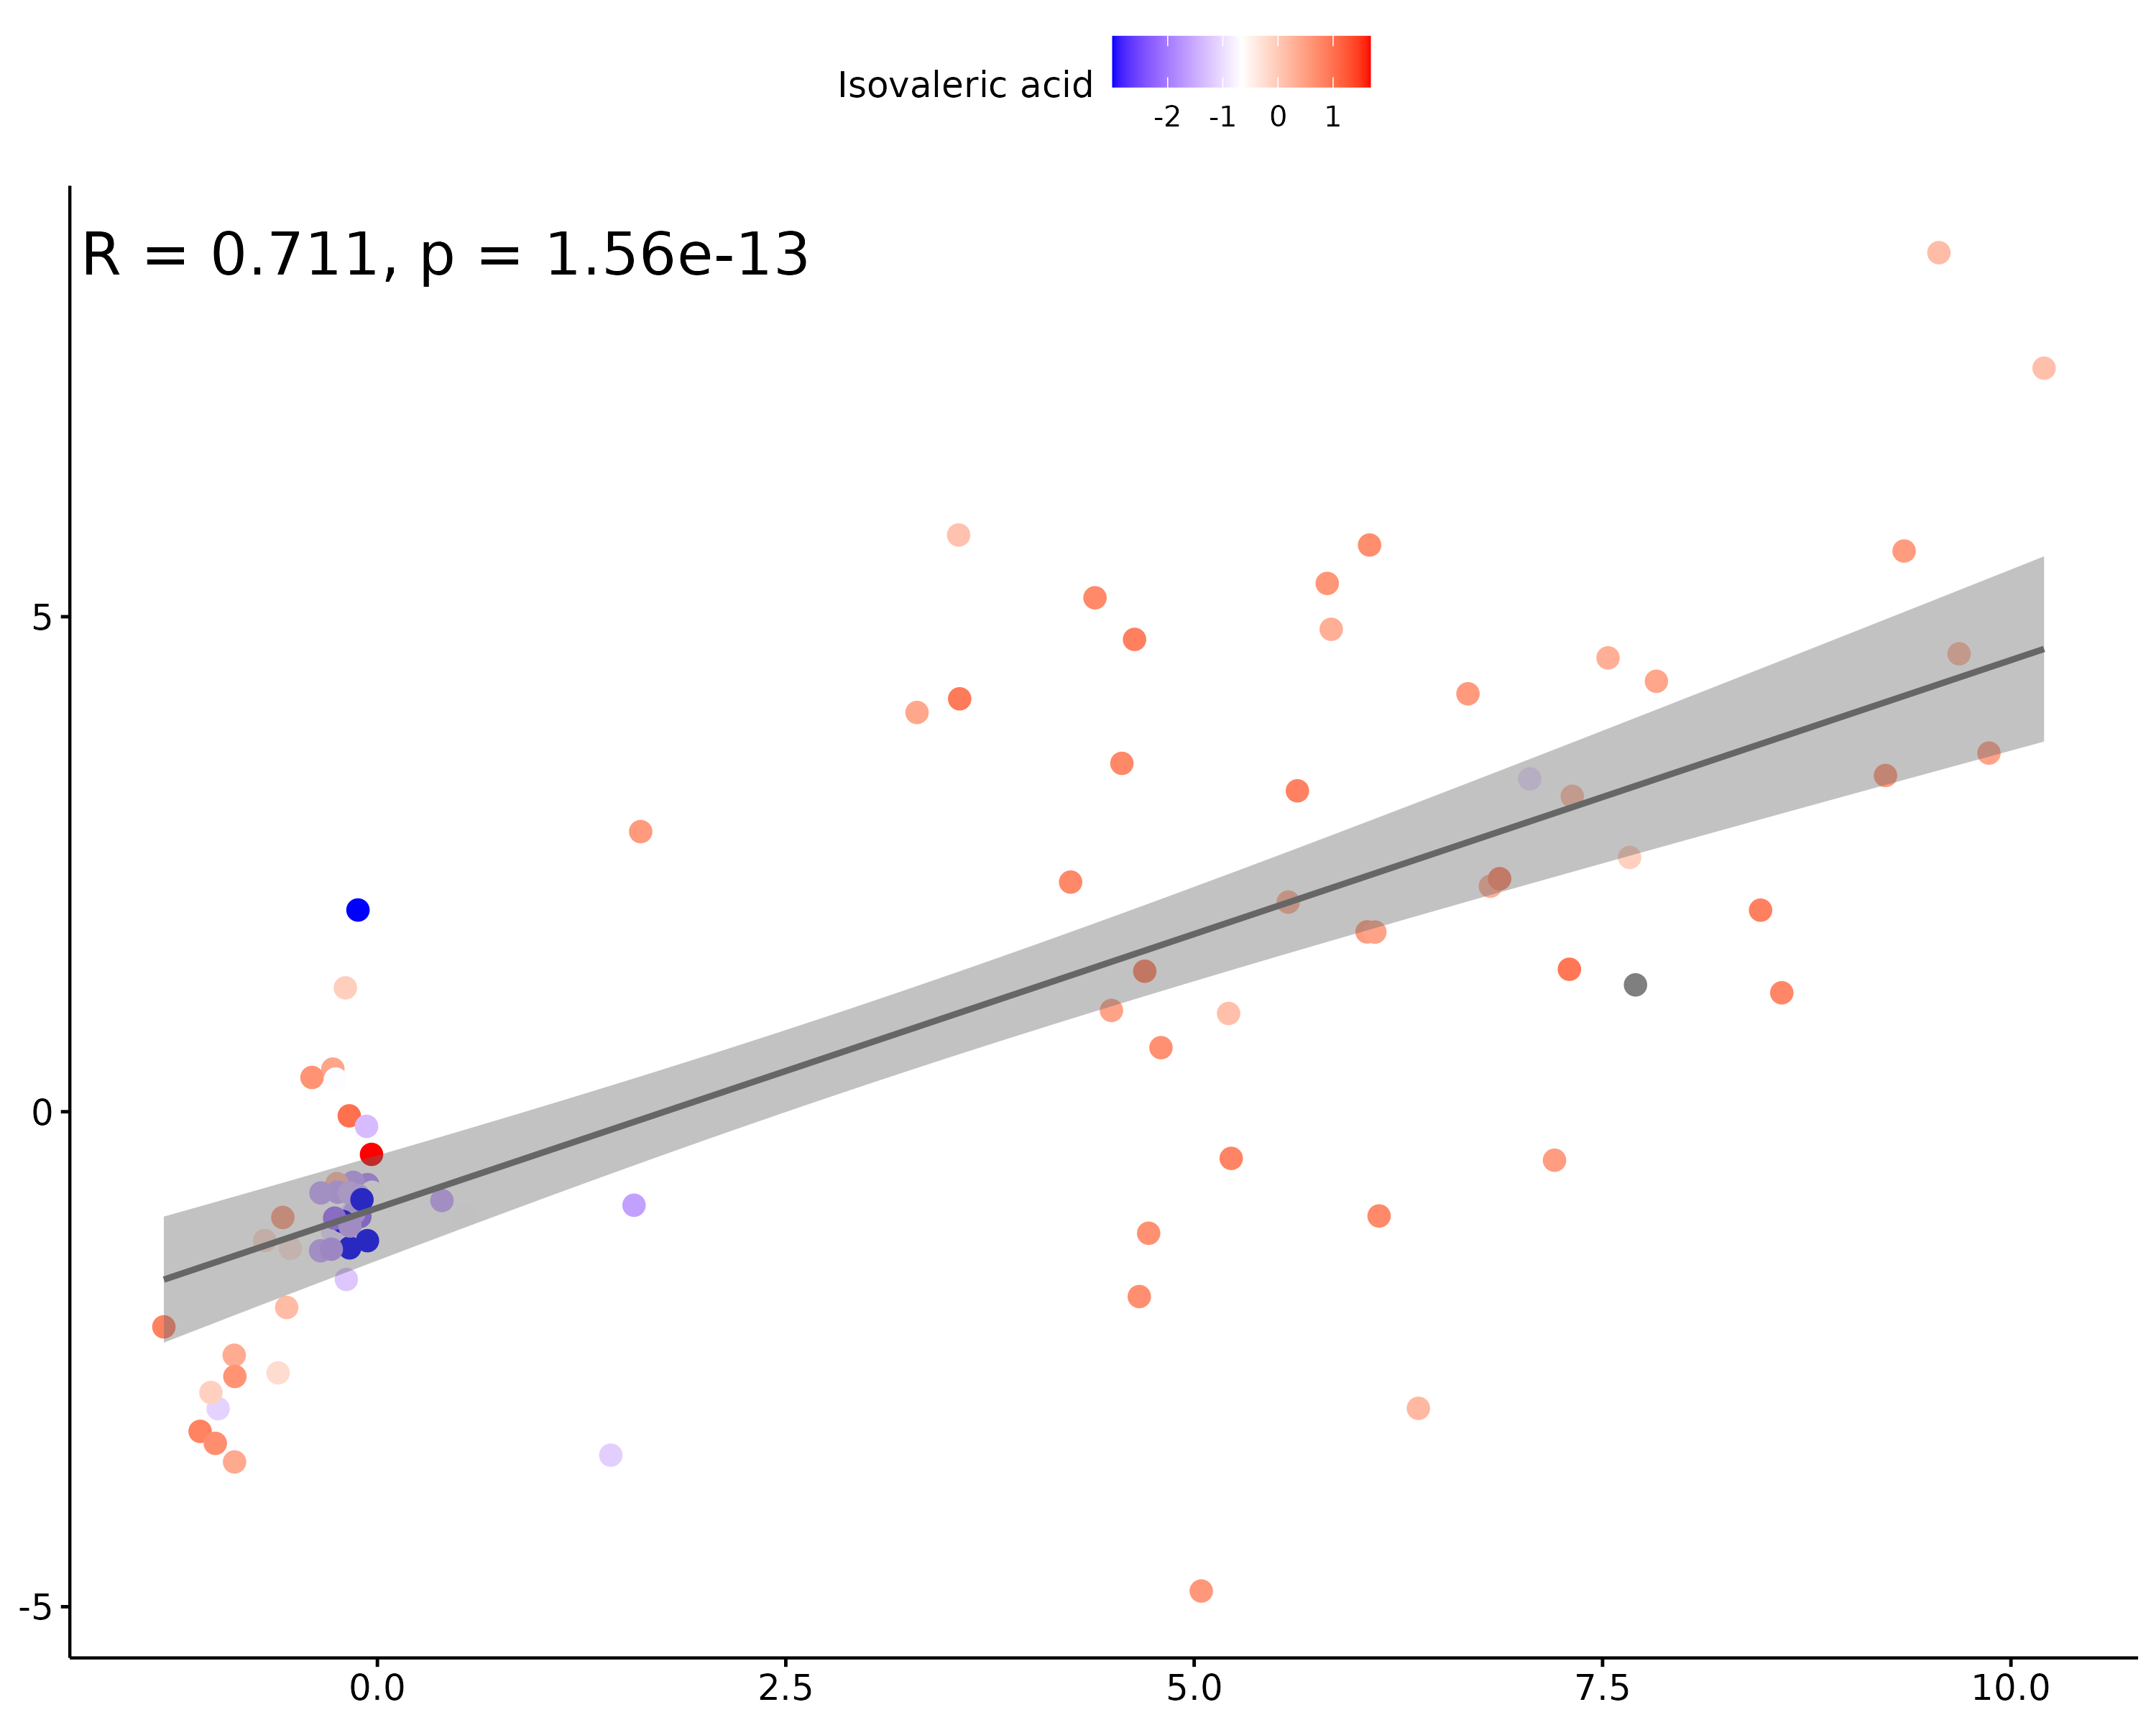 Isovaleric acid
-2 -1 0 1
R = 0.711, p = 1.56e-13
5
0
-5
0.0 2.5 5.0 7.5 10.0